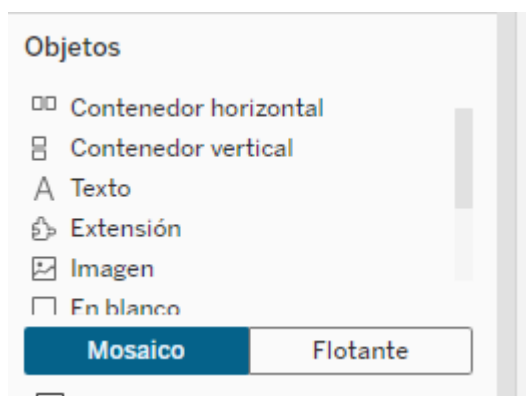 Objetos
Contenedor horizontal
Contenedor vertical
Texto
Extensión
Imagen
En blanco
Mosaico Flotante